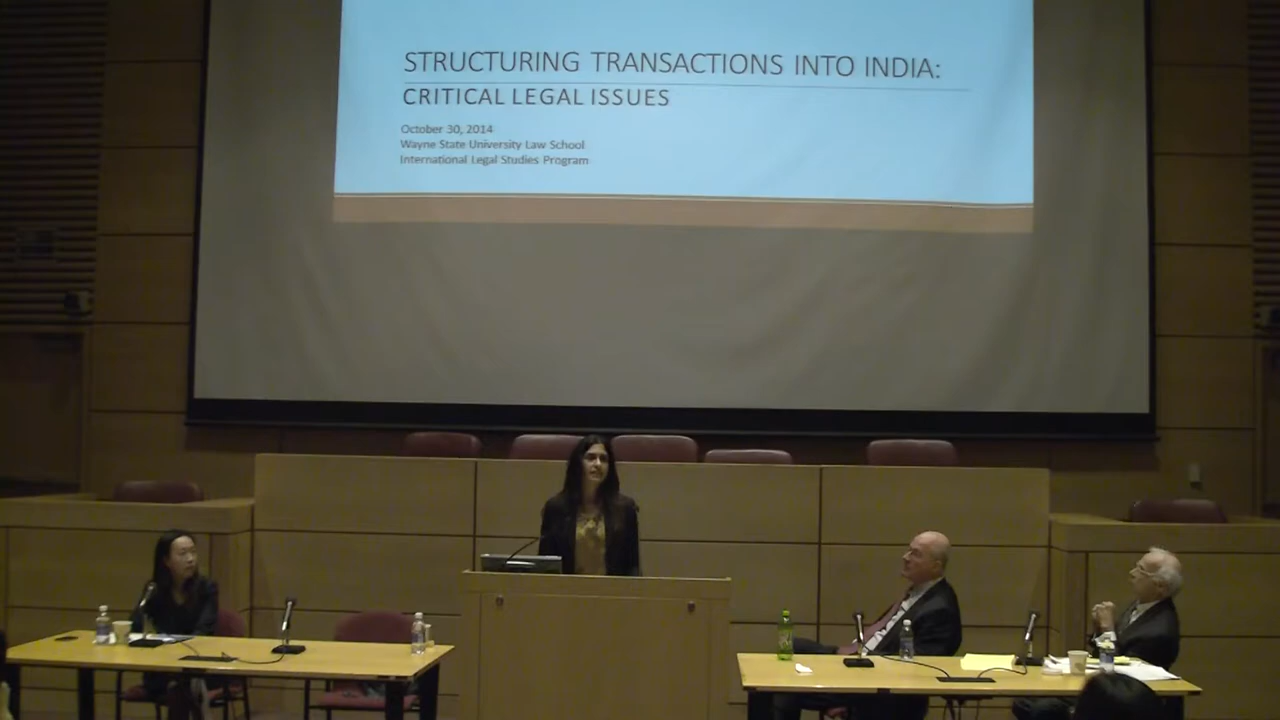 STRUCTURING TRANSACTIONS INTO INDIA:
CRITICAL LEGAL ISSUES
October 30, 2014
Wayne State University Law School
International Legal Studies Program